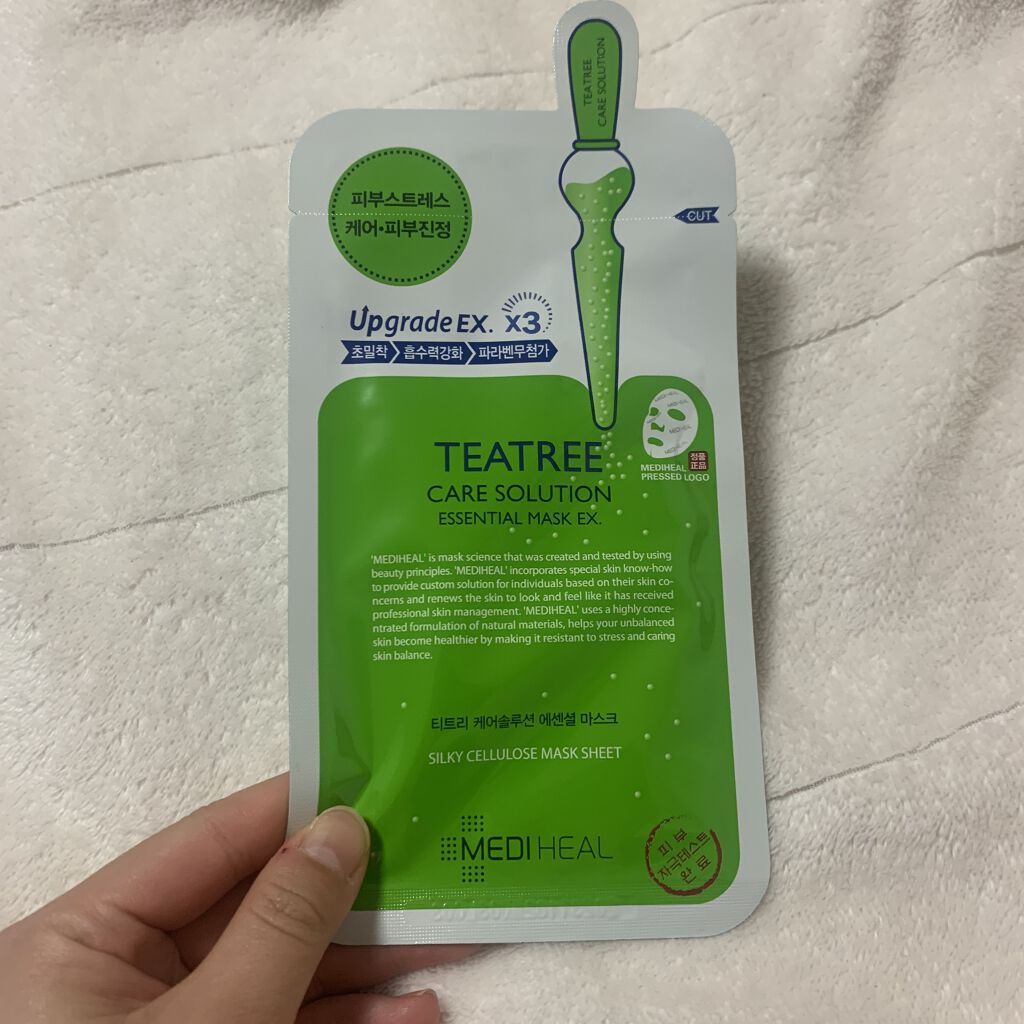 TEATREE
CARE SOLUTION
피부스트레스
케어•피부진정
CUT
Upgrade EX. x3
초밀착 흡수력강화 파라벤무첨가
MEDIHEAL
MEDIHEAL
MEDIHEAL
MEDIHEAL
PRESSED LOGO
정품
正品
TEATREE
CARE SOLUTION
ESSENTIAL MASK EX.
'MEDIHEAL' is mask science that was created and tested by using
beauty principles. 'MEDIHEAL' incorporates special skin know-how
to provide custom solution for individuals based on their skin co-
ncerns and renews the skin to look and feel like it has received
professional skin management. 'MEDIHEAL' uses a highly conce-
ntrated formulation of natural materials, helps your unbalanced
skin become healthier by making it resistant to stress and caring
skin balance.
티트리 케어솔루션 에센셜 마스크
SILKY CELLULOSE MASK SHEET
MEDIHEAL
피부
자극테스트
완료